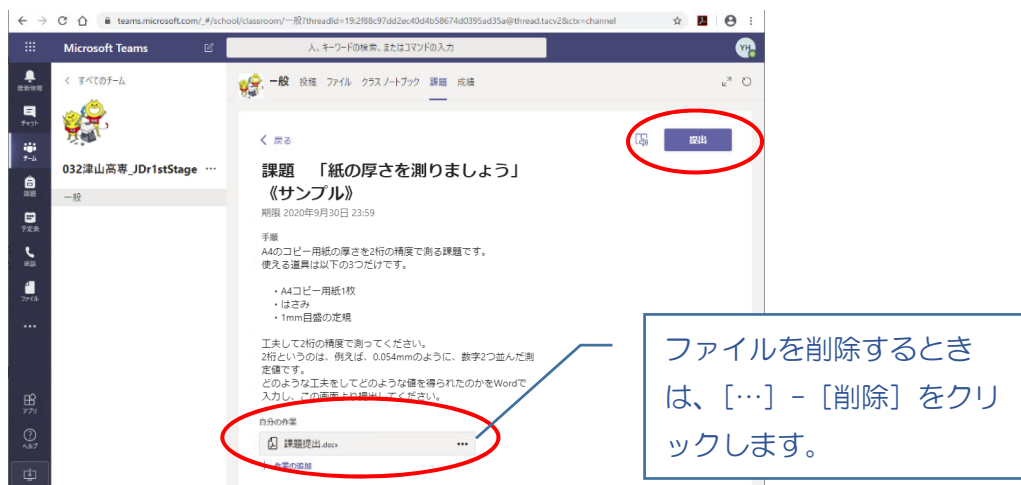 teams.microsoft.com/_#/school/classroom/一般?threadId=19:2f88c97dd2ec40d4b58674d0395ad35a@thread.tacv2&ctx=channel
Microsoft Teams
人、キーワードの検索、またはコマンドの入力
YH
最新情報
チャット
チーム
課題
予定表
通話
ファイル
アプリ
ヘルプ
すべてのチーム
032津山高専_JDr1stStage …
一般
一般 投稿 ファイル クラス ノートブック 課題 成績
戻る
提出
課題 「紙の厚さを測りましょう」
《サンプル》
期限 2020年9月30日 23:59
手順
A4のコピー用紙の厚さを2桁の精度で測る課題です。
使える道具は以下の3つだけです。
・A4コピー用紙1枚
・はさみ
・1mm目盛の定規
工夫して2桁の精度で測ってください。
2桁というのは、例えば、0.054mmのように、数字2つ並んだ測
定値です。
どのような工夫をしてどのような値を得られたのかをWordで
入力し、この画面より提出してください。
自分の作業
課題提出.docx …
+ 作業の追加
ファイルを削除するとき
は、[…] – [削除] をクリ
ックします。